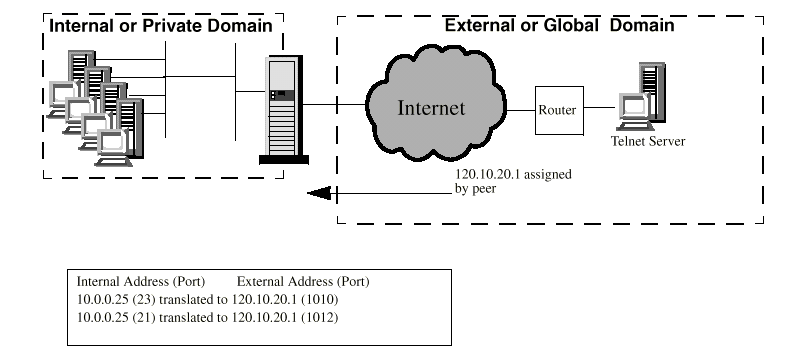 Internal or Private Domain
External or Global Domain
Internet
Router
Telnet Server
120.10.20.1 assigned
by peer
Internal Address (Port) External Address (Port)
10.0.0.25 (23) translated to 120.10.20.1 (1010)
10.0.0.25 (21) translated to 120.10.20.1 (1012)